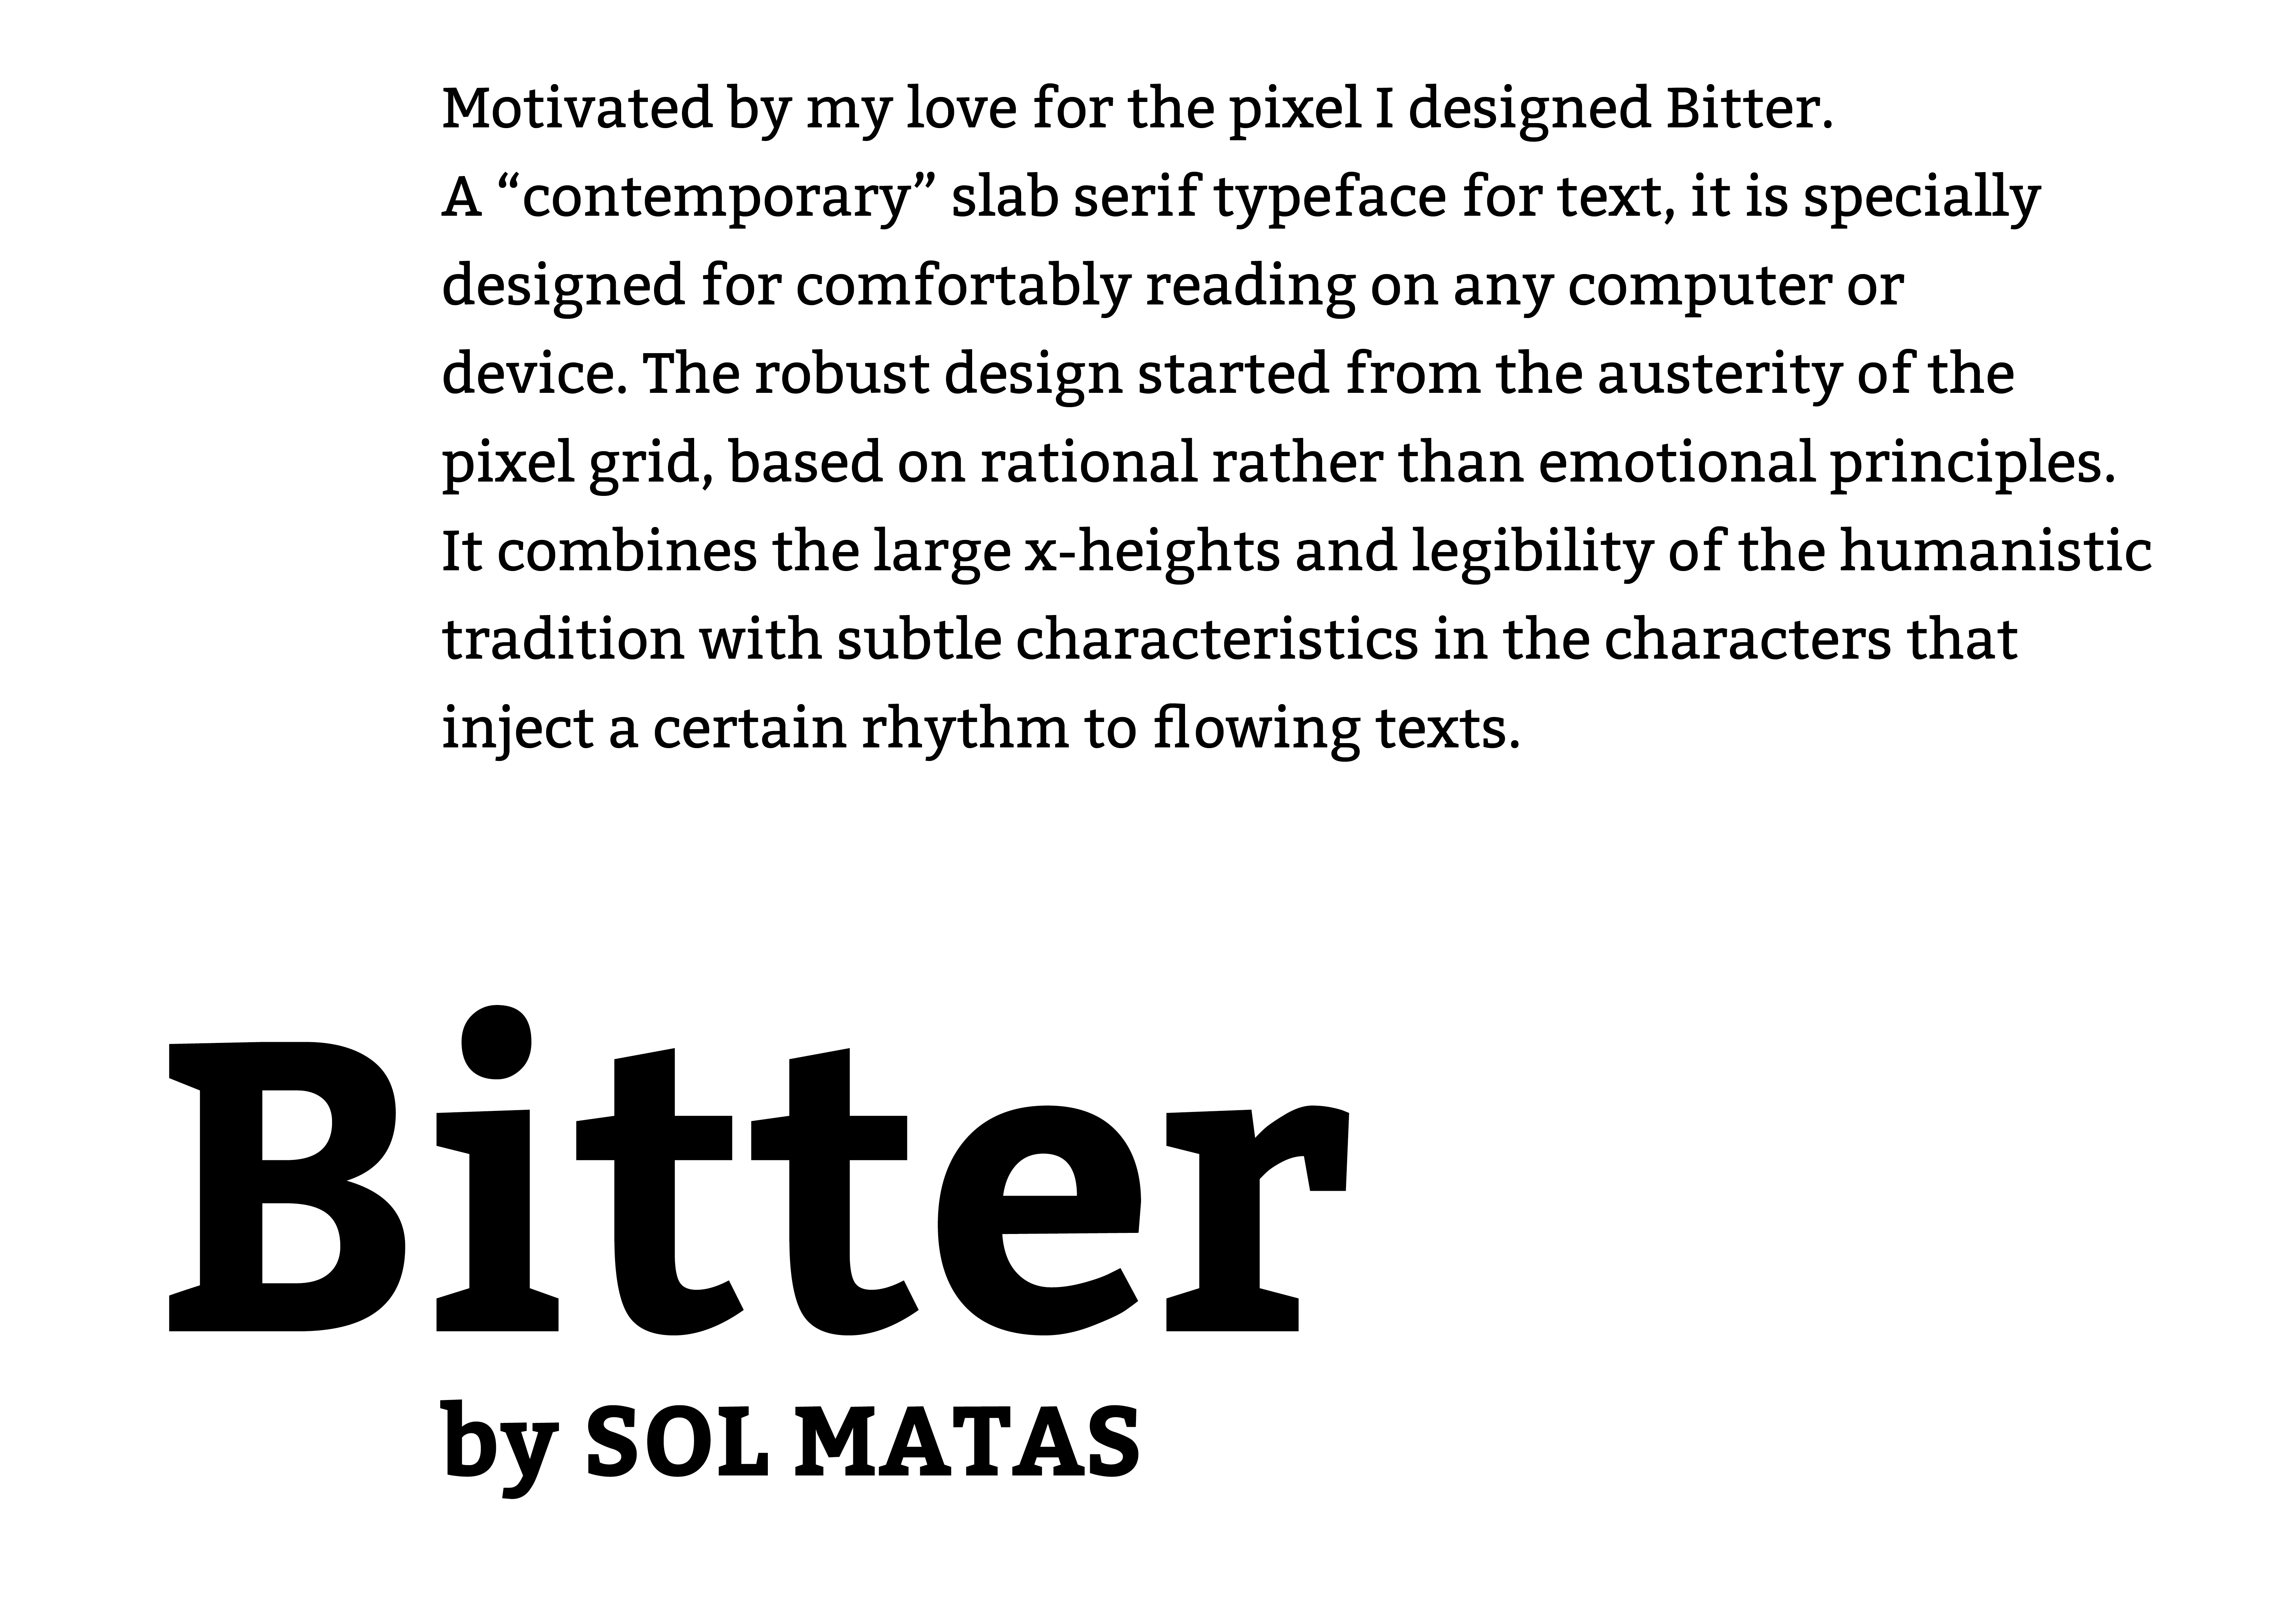 Motivated by my love for the pixel I designed Bitter.
A “contemporary” slab serif typeface for text, it is specially
designed for comfortably reading on any computer or
device. The robust design started from the austerity of the
pixel grid, based on rational rather than emotional principles.
It combines the large x-heights and legibility of the humanistic
tradition with subtle characteristics in the characters that
inject a certain rhythm to flowing texts.
Bitter
by SOL MATAS